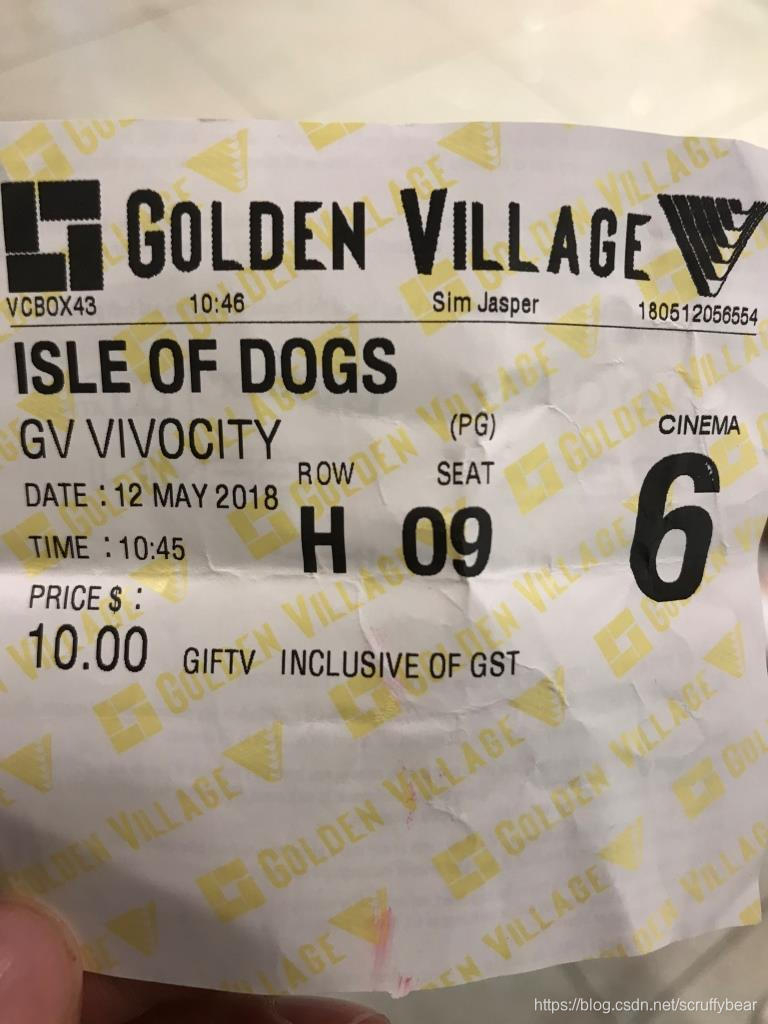 GOLDEN VILLAGE
VCBOX43 10:46 Sim Jasper 180512056554
ISLE OF DOGS
GV VIVOCITY (PG) CINEMA
DATE : 12 MAY 2018 ROW SEAT
TIME : 10:45 H 09 6
PRICE $ :
10.00 GIFTV INCLUSIVE OF GST
https://blog.csdn.net/scruffybear